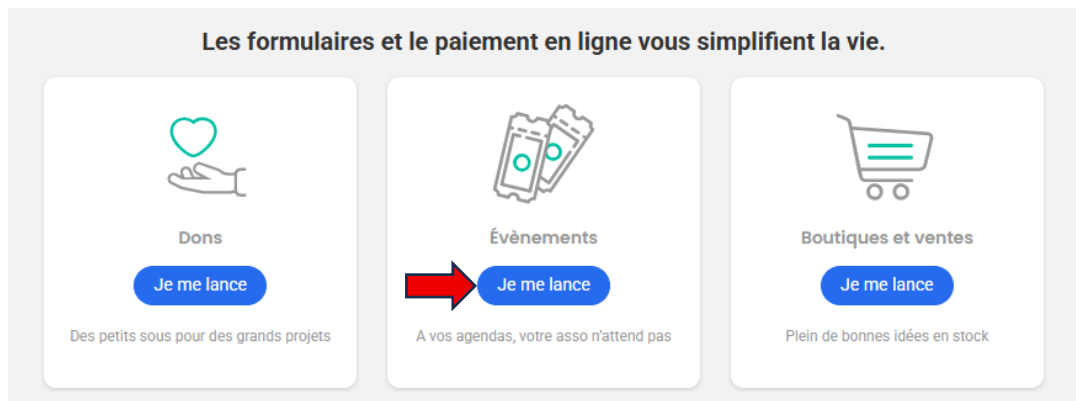 Les formulaires et le paiement en ligne vous simplifient la vie.
Dons
Je me lance
Des petits sous pour des grands projets
Évènements
Je me lance
A vos agendas, votre asso n'attend pas
Boutiques et ventes
Je me lance
Plein de bonnes idées en stock